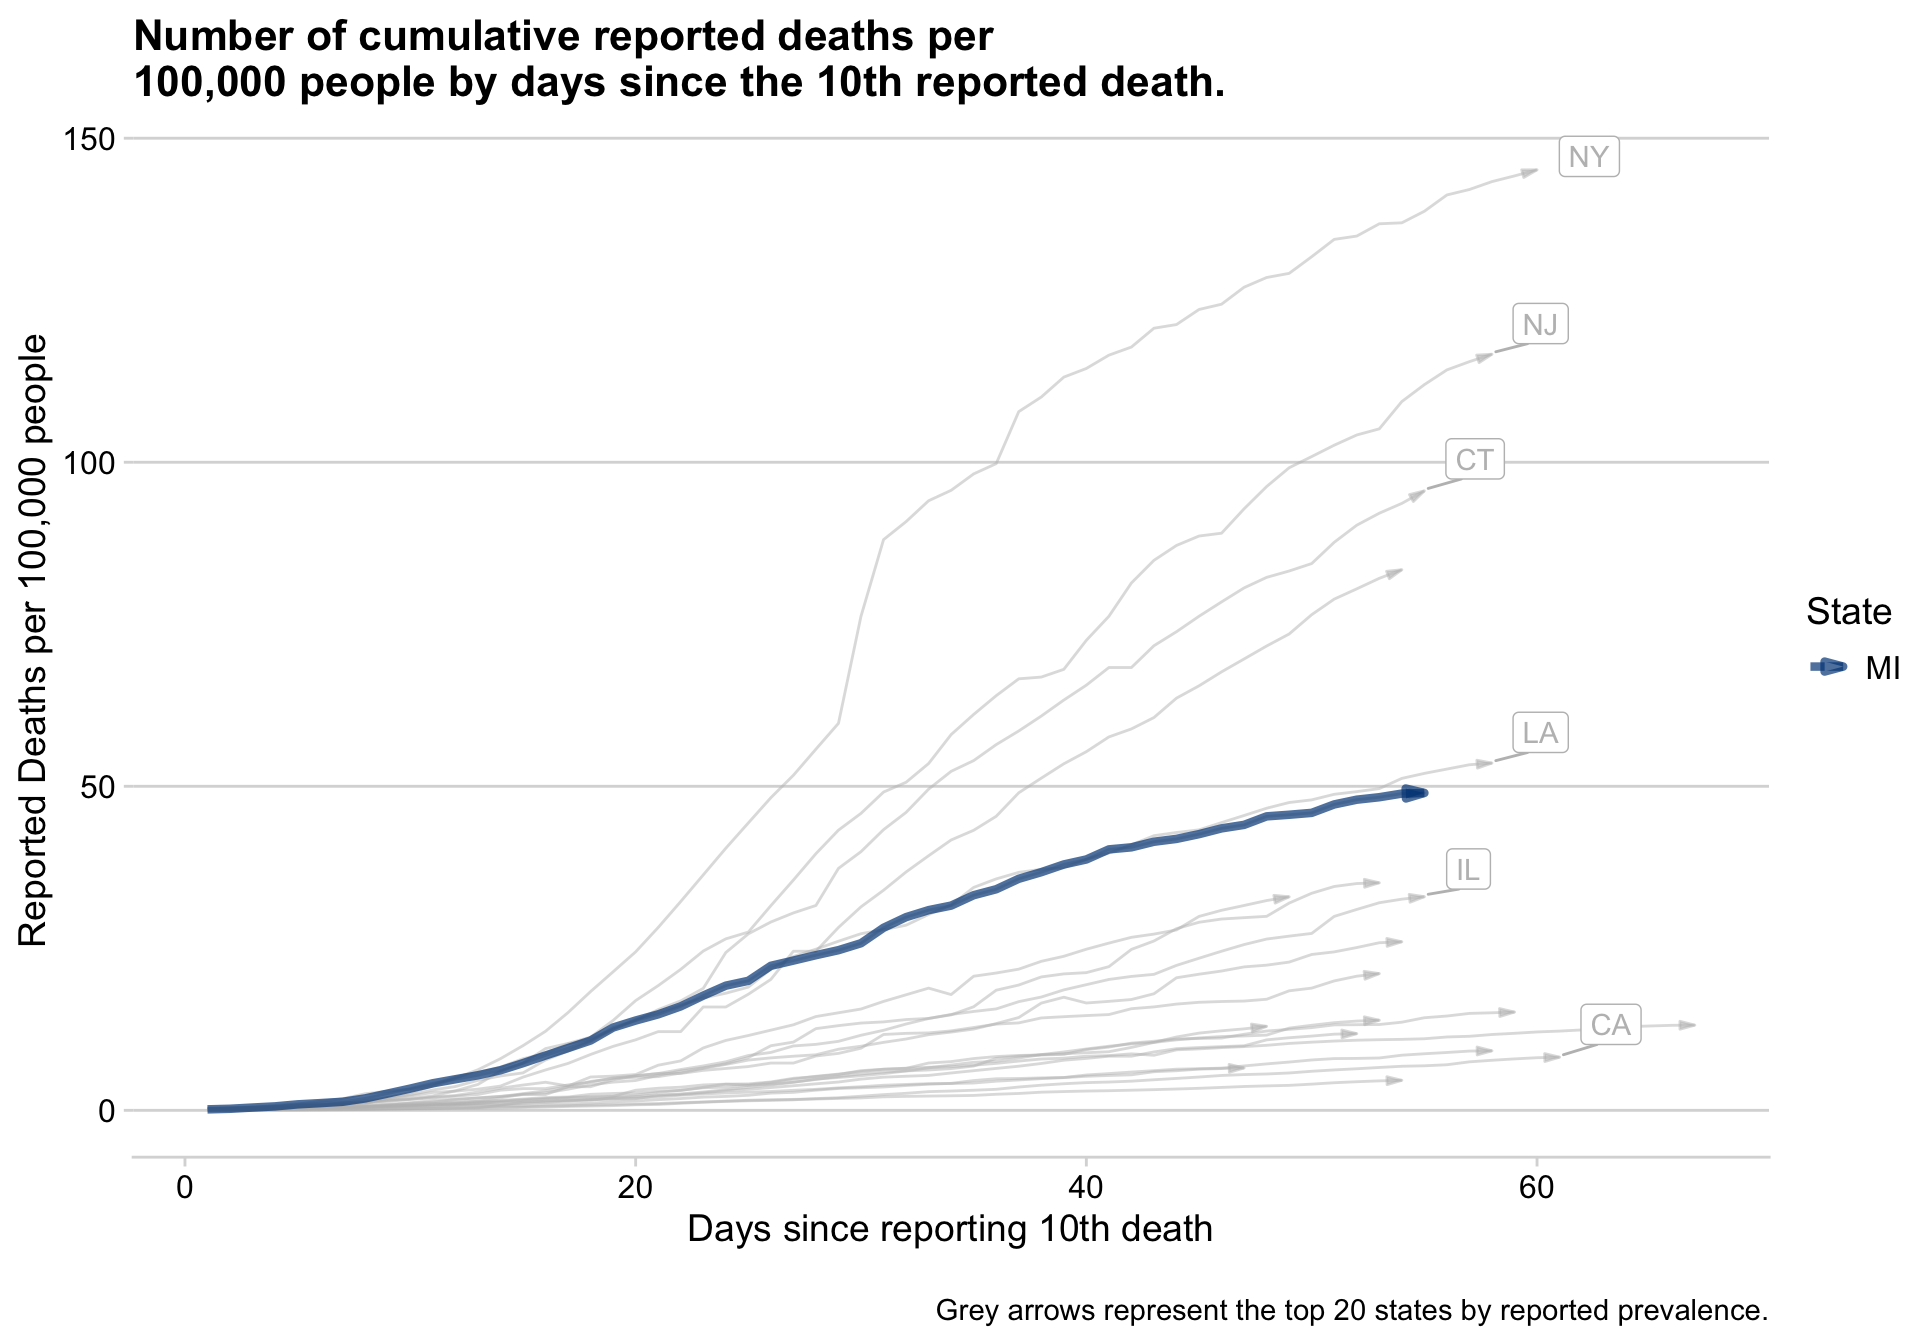 Number of cumulative reported deaths per
100,000 people by days since the 10th reported death.
Reported Deaths per 100,000 people
150
100
50
0
NY
NJ
CT
LA
IL
CA
State
MI
0
20
40
60
Days since reporting 10th death
Grey arrows represent the top 20 states by reported prevalence.